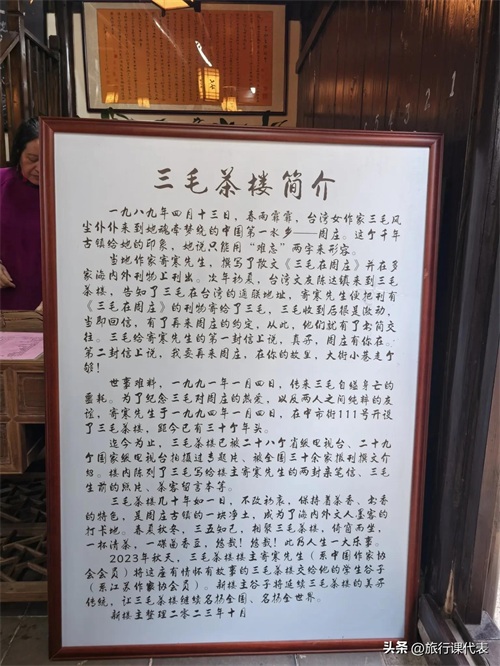 三毛茶楼简介
一九八九年四月十三日，春雨霏霏，台湾女作家三毛风
尘仆仆来到她魂牵梦绕的中国第一水乡——周庄。这个千年
古镇给她的印象，她说只能用“难忘”两字来形容。
当地作家寄寒先生，撰写了散文《三毛在周庄》并在多
家海内外刊物上刊出。次年初夏，台湾文友陈达镇来到三毛
茶楼，告知了三毛在台湾的通联地址，寄寒先生便把刊有
《三毛在周庄》的刊物寄给了三毛，三毛收到后很是激动，
当即回信，有了再来周庄的约定，从此，他们就有了书简交
往。三毛给寄寒先生的第一封信上说，真好，周庄有你在。
第二封信上说，我要再来周庄，在你的故里，大街小巷走个
够！
世事难料，一九九一年一月四日，传来三毛自缢身亡的
噩耗。为了纪念三毛对周庄的热爱，以及两人之间纯粹的友
谊，寄寒先生于一九九四年一月四日，在中市街111号开设
了三毛茶楼，距今已有三十个年头。
迄今为止，三毛茶楼已被二十八个省级电视台、二十九
个国家级电视台拍摄过专题片、被全国三十余家报刊撰文介
绍。楼内陈列了三毛写给楼主寄寒先生的两封亲笔信、三毛
生前的照片、茶客留言本等。
三毛茶楼几十年如一日，不改初衷，保持着茶香、书香
的特色，是周庄古镇的一块净土，成为了海内外文人墨客的
打卡地。春夏秋冬，三五知己，相聚三毛茶楼，倚窗而坐，
一杯清茶，一碟茴香豆，悠哉！悠哉！此乃人生一大乐事。
2023年秋天，三毛茶楼楼主寄寒先生（系中国作家协
会会员）将这座有情怀有故事的三毛茶楼交给他的学生谷子
（系江苏作家协会会员）。新楼主谷子将延续三毛茶楼的美好
传统，让三毛茶楼继续名扬全国、名扬全世界。
新楼主整理二零二三年十月
头条 @旅行课代表